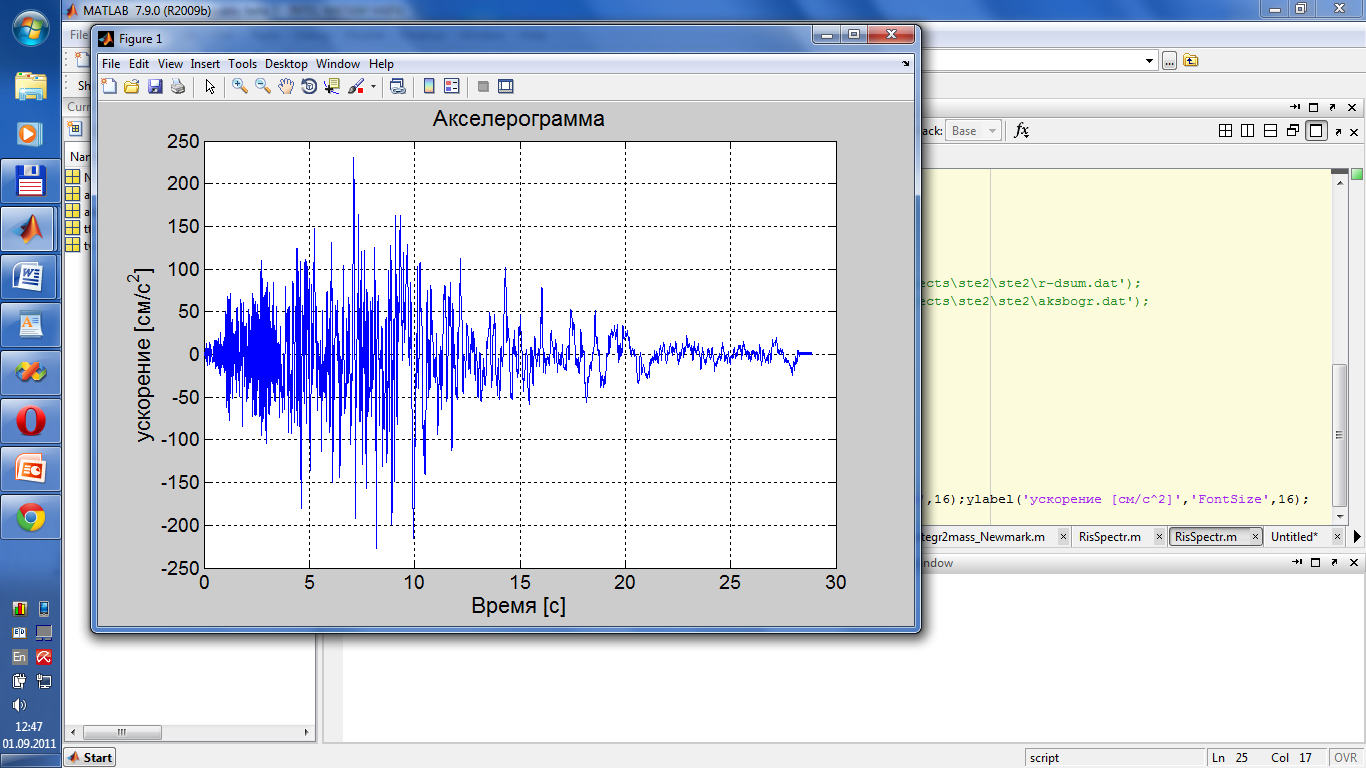 MATLAB 7.9.0 (R2009b)
Figure 1
File Edit View Insert Tools Desktop Window Help
Акселерограмма
250
200
150
100
50
0
-50
-100
-150
-200
-250
ускорение [см/с2]
0 5 10 15 20 25 30
Время [с]
Base
fx
ects\ste2\ste2\r-dsum.dat');
ects\ste2\ste2\aksbogr.dat');
,16);ylabel('ускорение [см/с^2]','FontSize',16);
tegr2mass_Newmark.m RisSpectr.m RisSpectr.m Untitled*
ndow
En
12:47
01.09.2011
Start
script Ln 25 Col 17 OVR